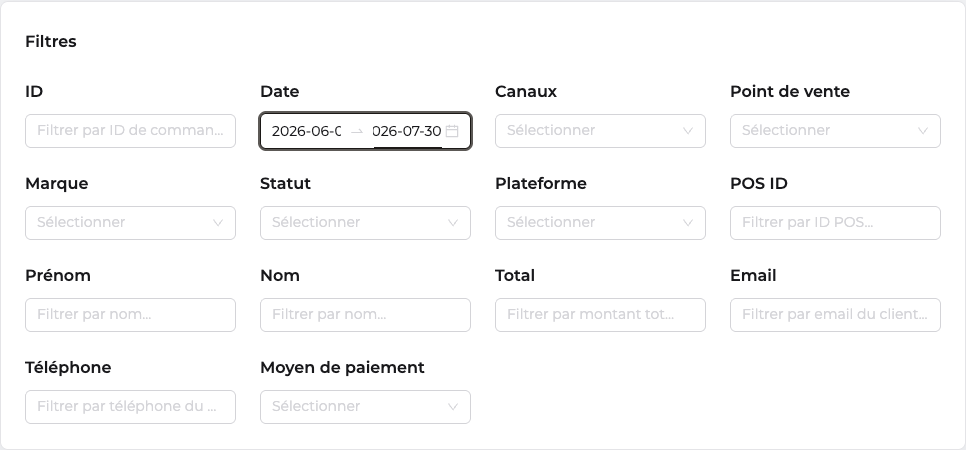 Filtres
ID Date Canaux Point de vente
Filtrer par ID de comman... 2026-06-0 → 026-07-30 Sélectionner Sélectionner
Marque Statut Plateforme POS ID
Sélectionner Sélectionner Sélectionner Filtrer par ID POS...
Prénom Nom Total Email
Filtrer par nom... Filtrer par nom... Filtrer par montant tot... Filtrer par email du client...
Téléphone Moyen de paiement
Filtrer par téléphone du ... Sélectionner